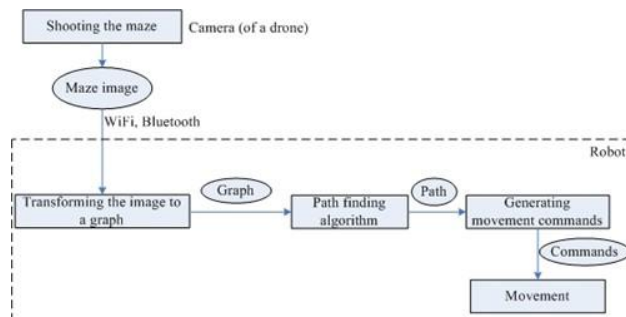 Shooting the maze
Camera (of a drone)
Maze image
WiFi, Bluetooth
Robot
Transforming the image to
a graph
Graph
Path finding
algorithm
Path
Generating
movement commands
Commands
Movement